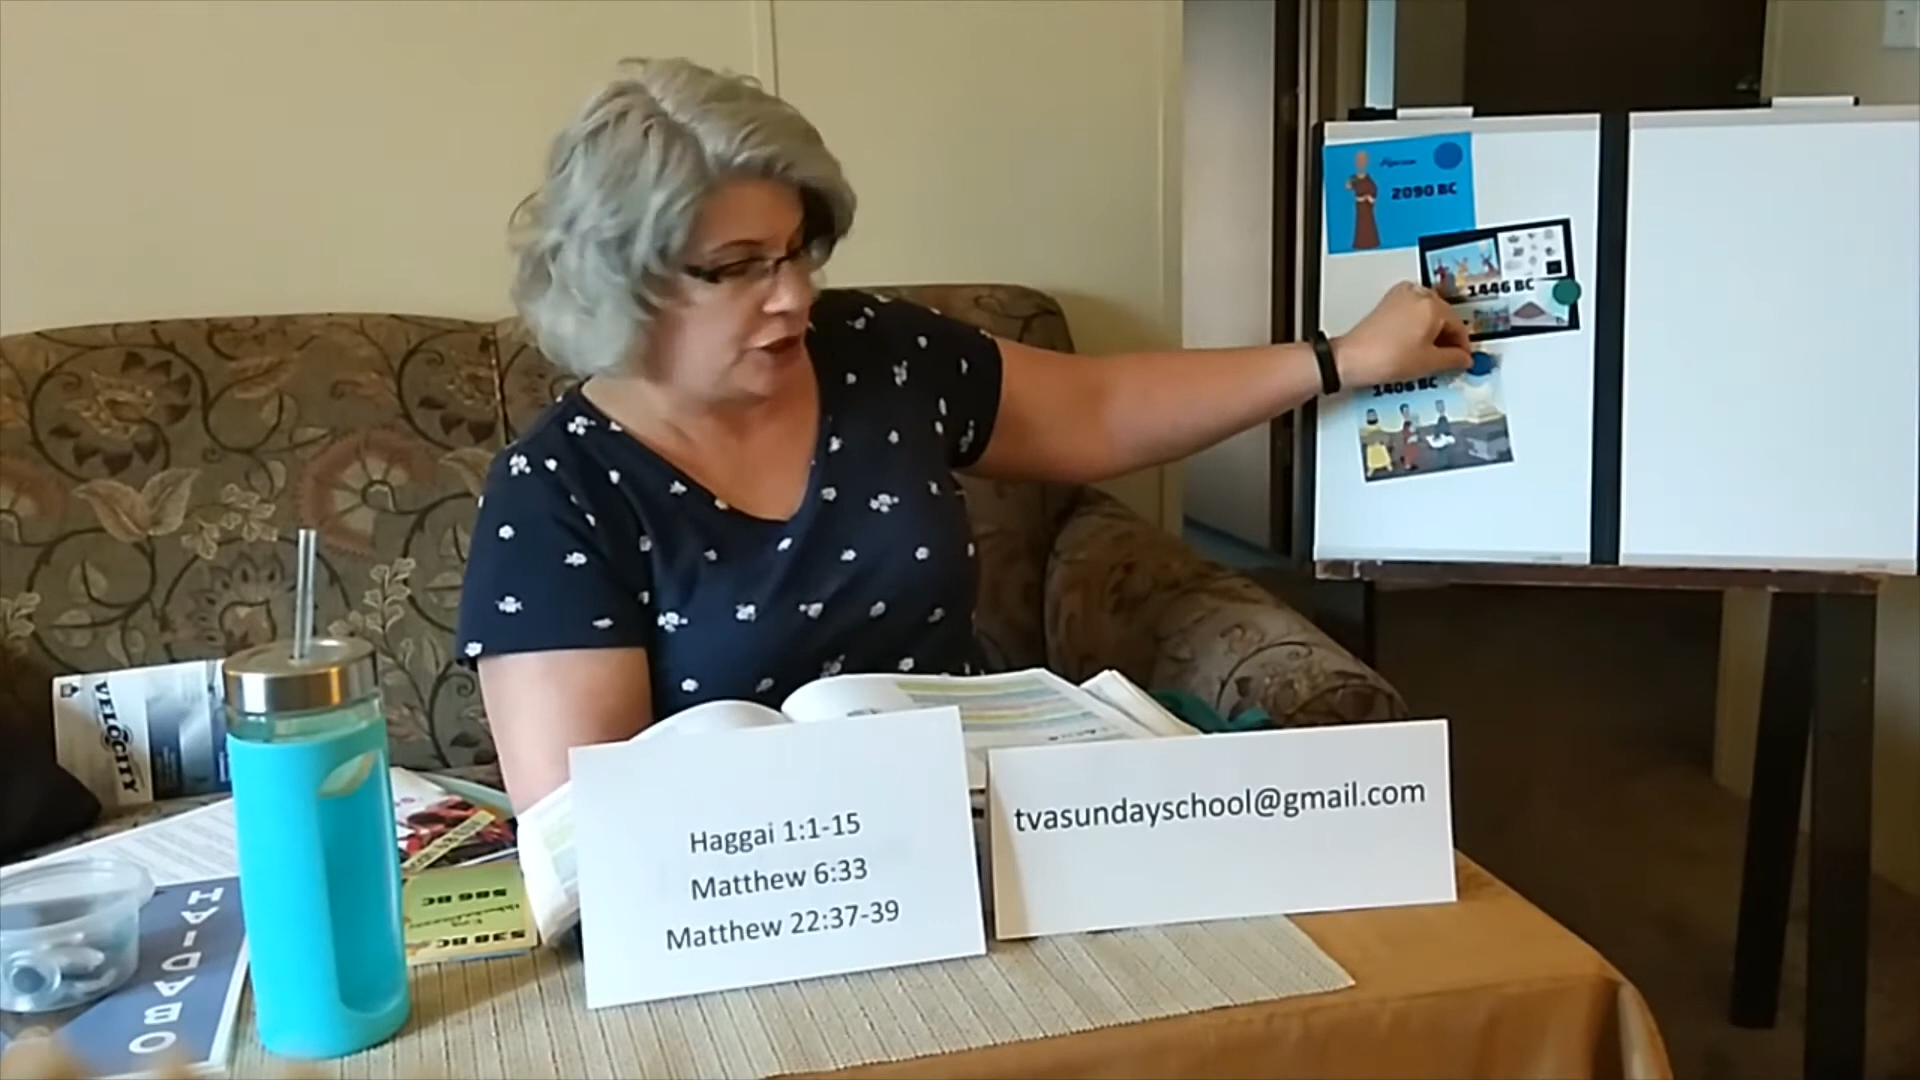 2090 BC
1446 BC
1406 BC
VELOCITY
Haggai 1:1-15
Matthew 6:33
Matthew 22:37-39
tvasundayschool@gmail.com
586 BC
538 BC
HAIDABO